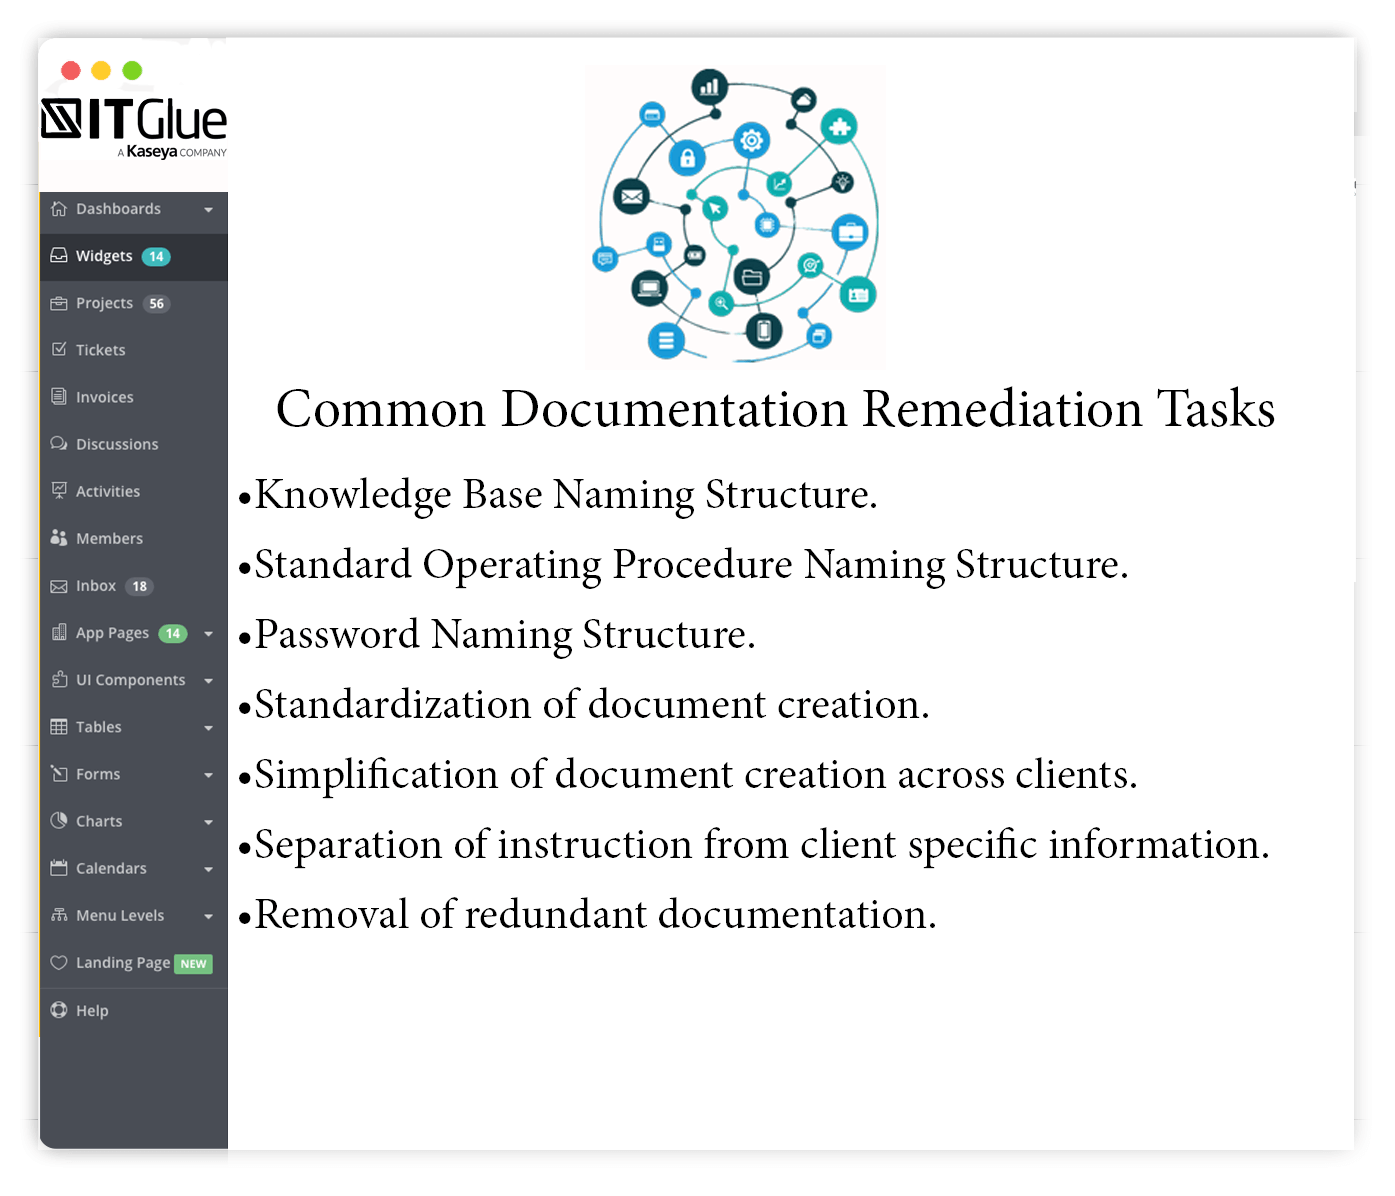 ITGlue
A Kaseya COMPANY
Dashboards
Widgets 14
Projects 56
Tickets
Invoices
Discussions
Activities
Members
Inbox 18
App Pages 14
UI Components
Tables
Forms
Charts
Calendars
Menu Levels
Landing Page NEW
Help
Common Documentation Remediation Tasks
•Knowledge Base Naming Structure.
•Standard Operating Procedure Naming Structure.
•Password Naming Structure.
•Standardization of document creation.
•Simplification of document creation across clients.
•Separation of instruction from client specific information.
•Removal of redundant documentation.